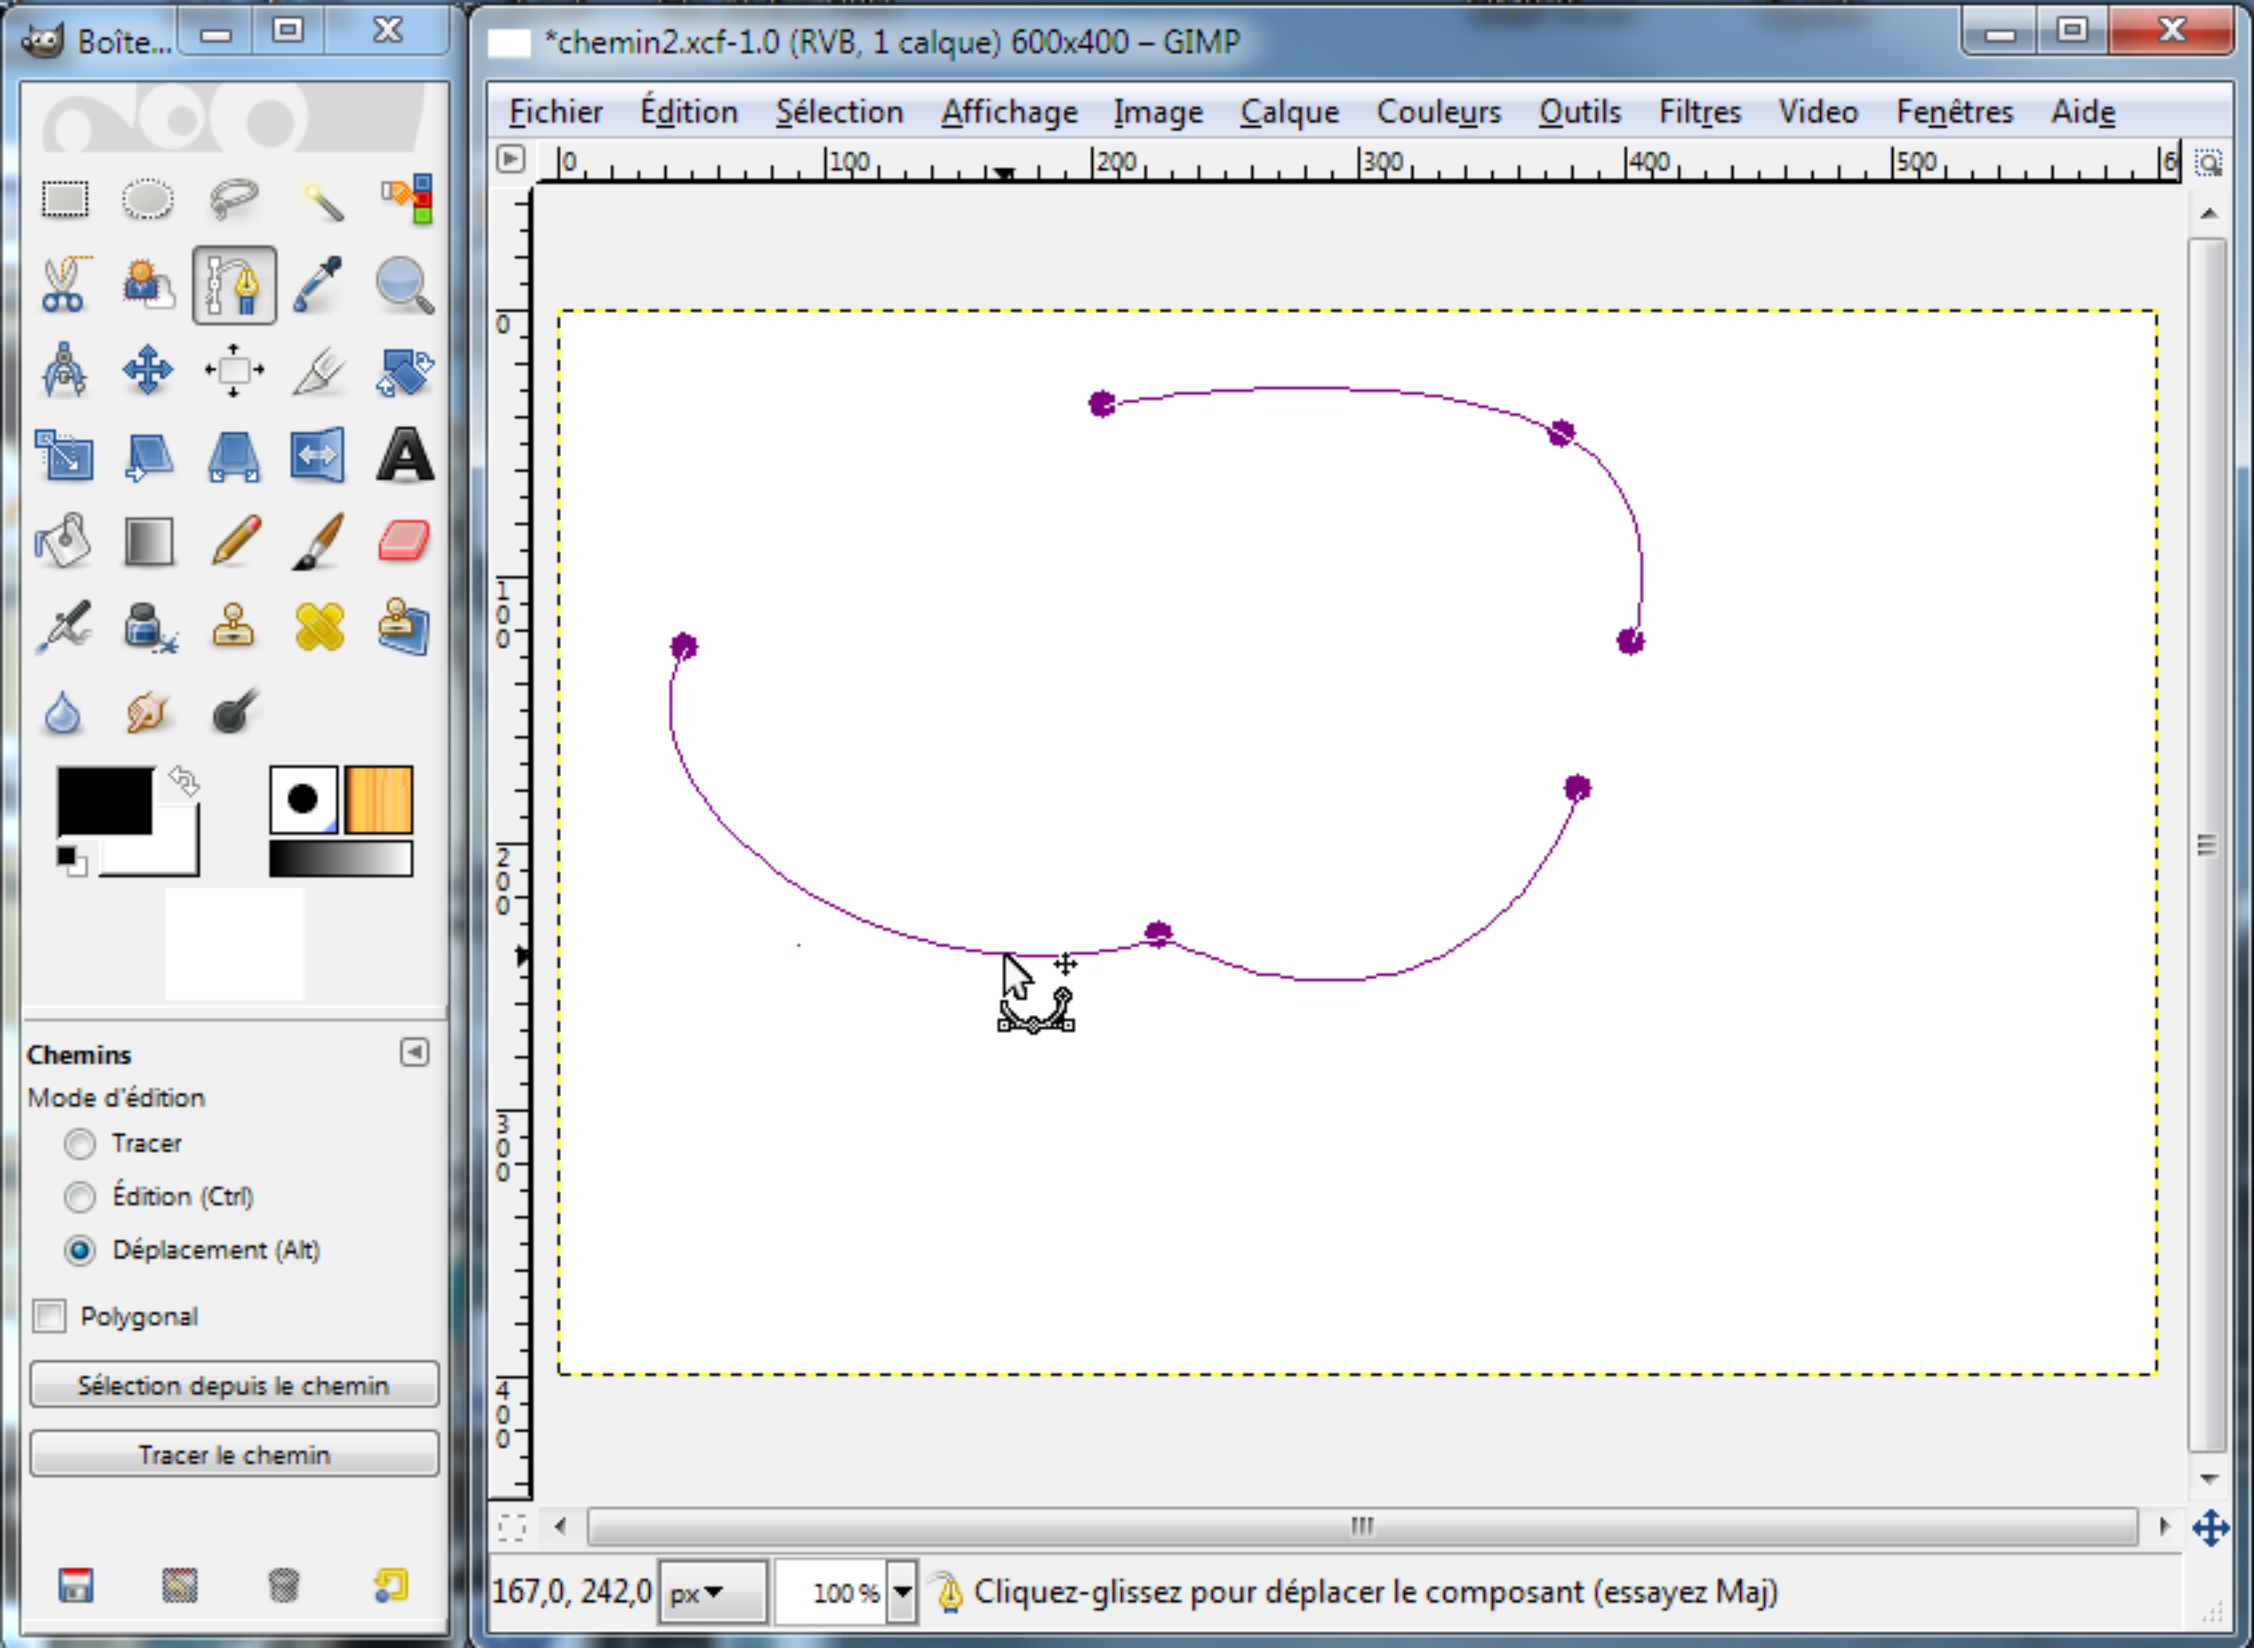 Boîte...
*chemin2.xcf-1.0 (RVB, 1 calque) 600x400 – GIMP
Fichier Édition Sélection Affichage Image Calque Couleurs Outils Filtres Video Fenêtres Aide
0 100 200 300 400 500 6
0
100
200
300
400
A
Chemins
Mode d'édition
Tracer
Édition (Ctrl)
Déplacement (Alt)
Polygonal
Sélection depuis le chemin
Tracer le chemin
167,0, 242,0 px 100 % Cliquez-glissez pour déplacer le composant (essayez Maj)